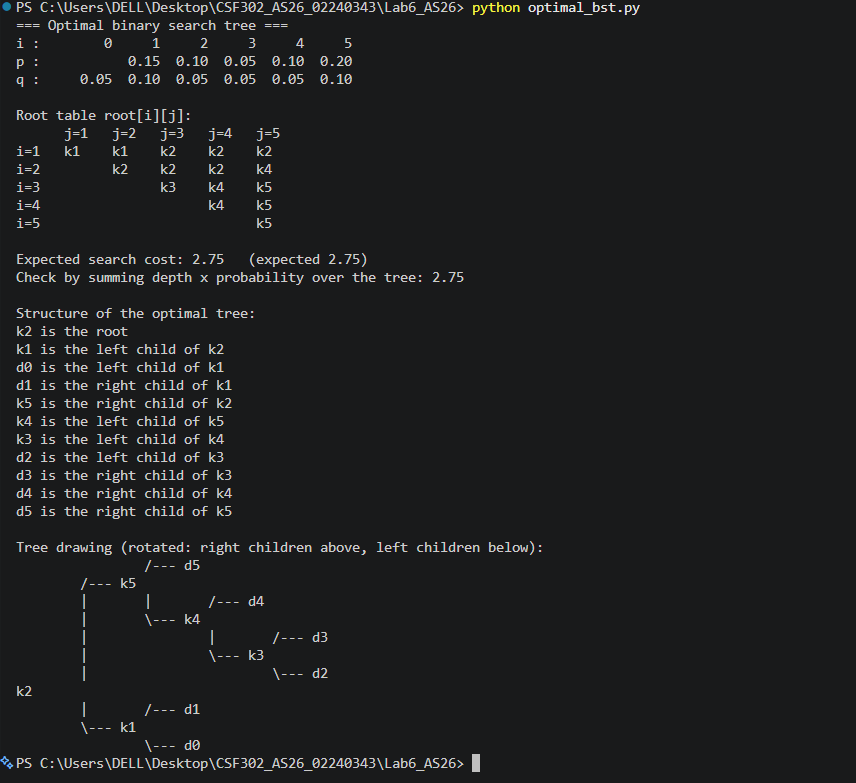 PS C:\Users\DELL\Desktop\CSF302_AS26_02240343\Lab6_AS26> python optimal_bst.py
=== Optimal binary search tree ===
i :        0     1     2     3     4     5
p :           0.15  0.10  0.05  0.10  0.20
q :     0.05  0.10  0.05  0.05  0.05  0.10

Root table root[i][j]:
      j=1   j=2   j=3   j=4   j=5
i=1   k1    k1    k2    k2    k2
i=2         k2    k2    k2    k4
i=3               k3    k4    k5
i=4                     k4    k5
i=5                           k5

Expected search cost: 2.75   (expected 2.75)
Check by summing depth x probability over the tree: 2.75

Structure of the optimal tree:
k2 is the root
k1 is the left child of k2
d0 is the left child of k1
d1 is the right child of k1
k5 is the right child of k2
k4 is the left child of k5
k3 is the left child of k4
d2 is the left child of k3
d3 is the right child of k3
d4 is the right child of k4
d5 is the right child of k5

Tree drawing (rotated: right children above, left children below):
                /--- d5
        /--- k5
        |       |       /--- d4
        |       \--- k4
        |               |       /--- d3
        |               \--- k3
        |                       \--- d2
k2
        |       /--- d1
        \--- k1
                \--- d0
PS C:\Users\DELL\Desktop\CSF302_AS26_02240343\Lab6_AS26>